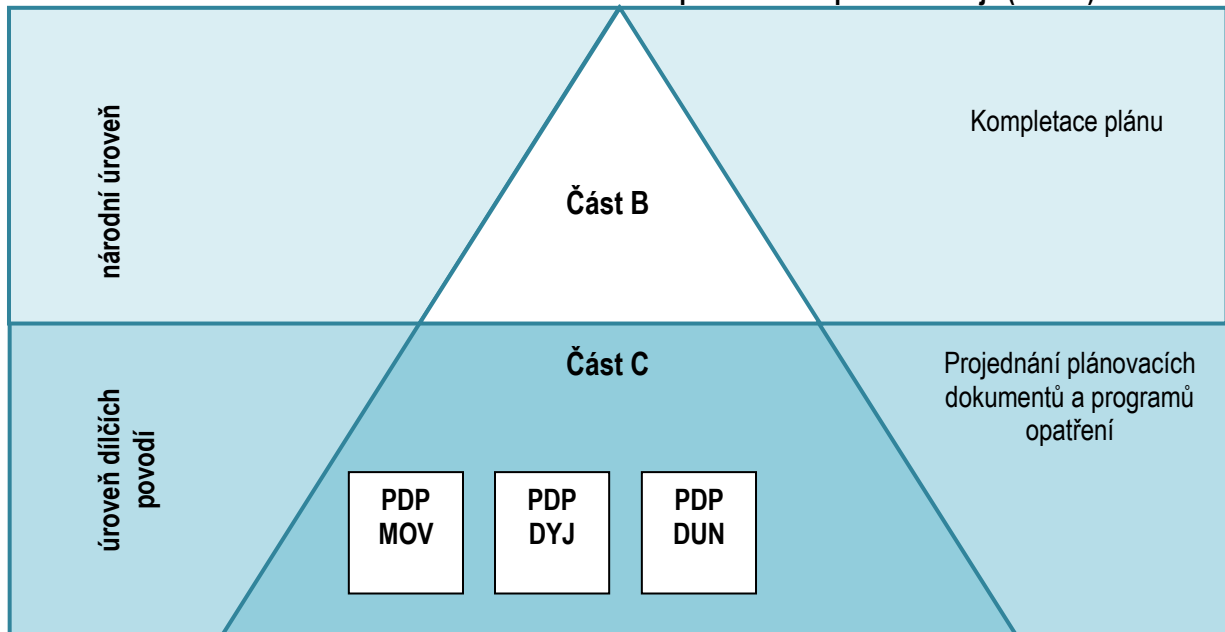 národní úroveň
Část B
Kompletace plánu
úroveň dílčích
povodí
Část C
Projednání plánovacích
dokumentů a programů
opatření
PDP
MOV
PDP
DYJ
PDP
DUN